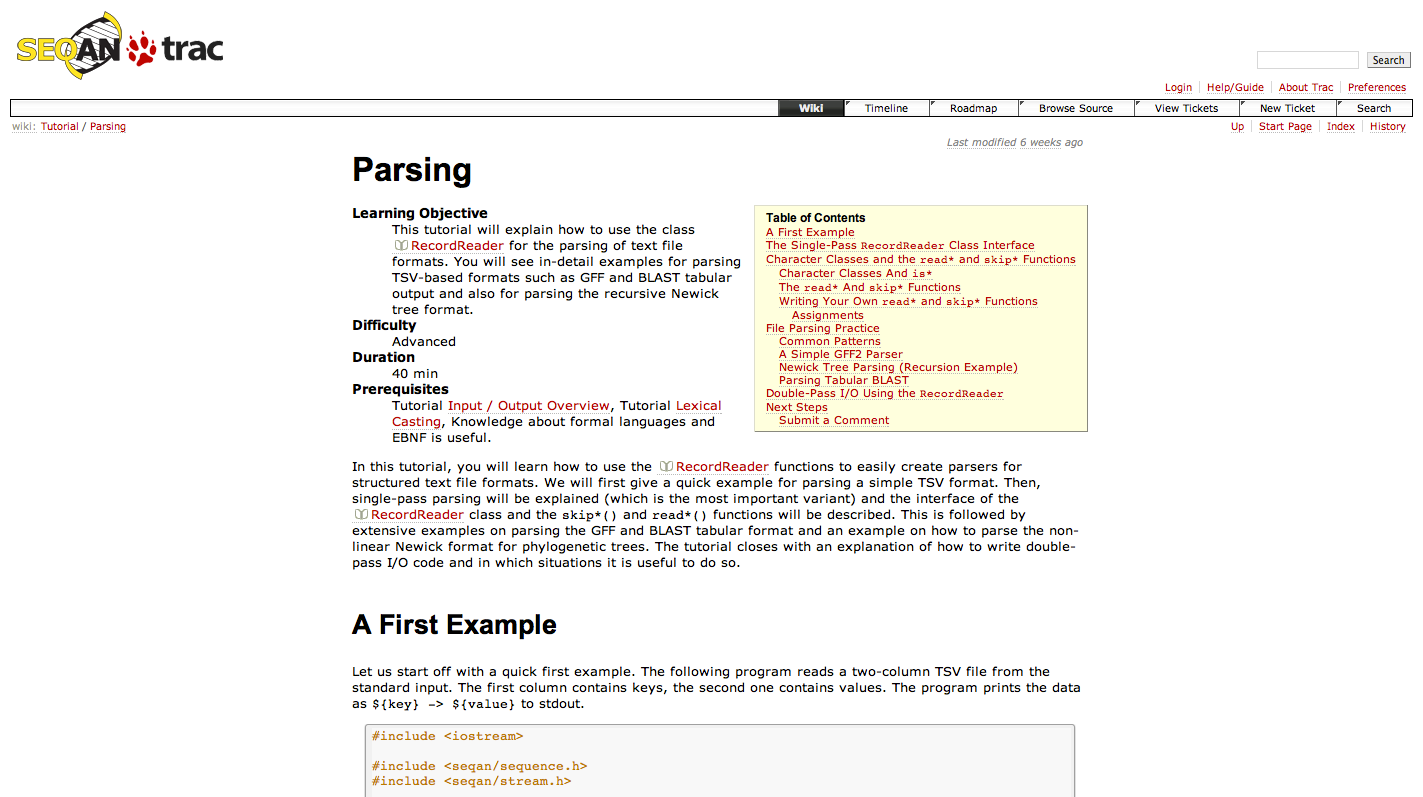 SEQAN trac
Search
Login Help/Guide About Trac Preferences
Wiki Timeline Roadmap Browse Source View Tickets New Ticket Search
wiki: Tutorial / Parsing
Up Start Page Index History
Last modified 6 weeks ago
Parsing
Learning Objective
This tutorial will explain how to use the class
RecordReader for the parsing of text file
formats. You will see in-detail examples for parsing
TSV-based formats such as GFF and BLAST tabular
output and also for parsing the recursive Newick
tree format.
Difficulty
Advanced
Duration
40 min
Prerequisites
Tutorial Input / Output Overview, Tutorial Lexical
Casting, Knowledge about formal languages and
EBNF is useful.
Table of Contents
A First Example
The Single-Pass RecordReader Class Interface
Character Classes and the read* and skip* Functions
Character Classes And is*
The read* And skip* Functions
Writing Your Own read* and skip* Functions
Assignments
File Parsing Practice
Common Patterns
A Simple GFF2 Parser
Newick Tree Parsing (Recursion Example)
Parsing Tabular BLAST
Double-Pass I/O Using the RecordReader
Next Steps
Submit a Comment
In this tutorial, you will learn how to use the RecordReader functions to easily create parsers for
structured text file formats. We will first give a quick example for parsing a simple TSV format. Then,
single-pass parsing will be explained (which is the most important variant) and the interface of the
RecordReader class and the skip*() and read*() functions will be described. This is followed by
extensive examples on parsing the GFF and BLAST tabular format and an example on how to parse the non-
linear Newick format for phylogenetic trees. The tutorial closes with an explanation of how to write double-
pass I/O code and in which situations it is useful to do so.
A First Example
Let us start off with a quick first example. The following program reads a two-column TSV file from the
standard input. The first column contains keys, the second one contains values. The program prints the data
as ${key} -> ${value} to stdout.
#include <iostream>
#include <seqan/sequence.h>
#include <seqan/stream.h>